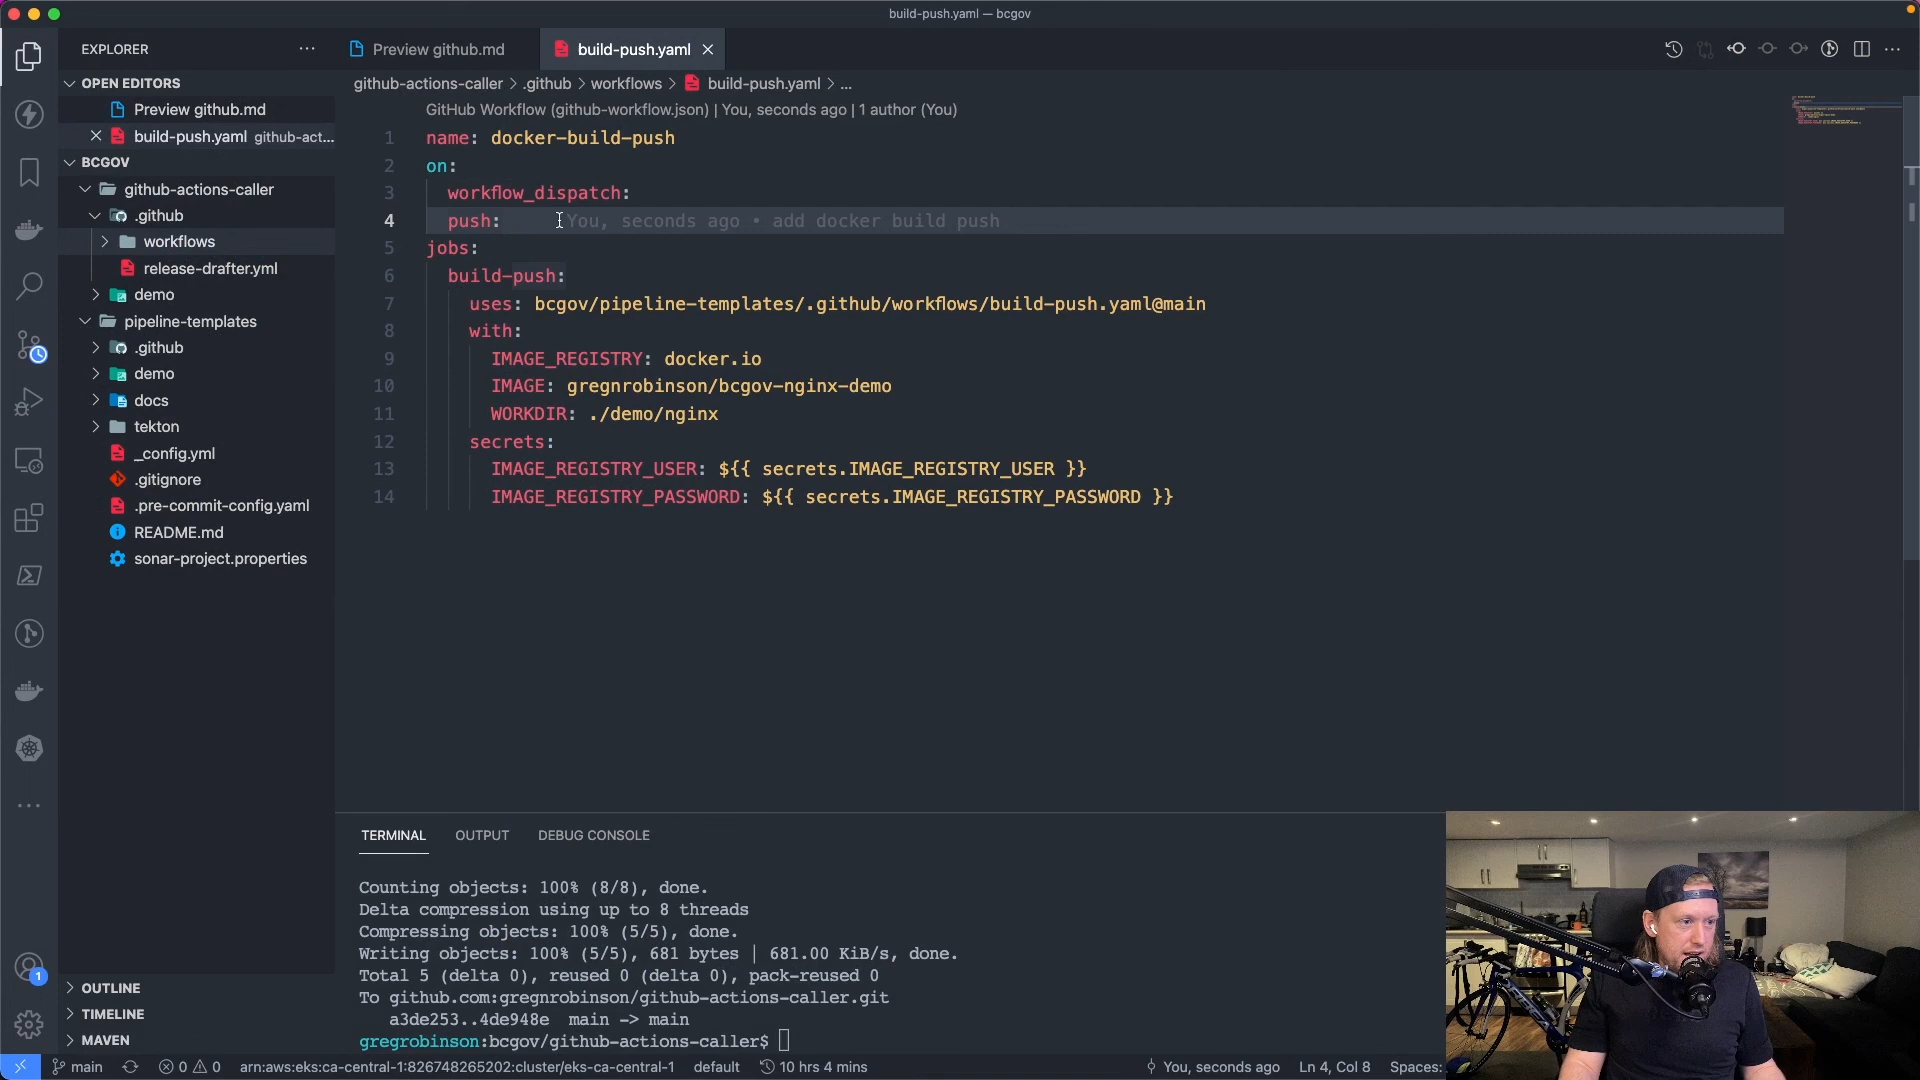 build-push.yaml — bcgov
EXPLORER
Preview github.md
build-push.yaml
OPEN EDITORS
Preview github.md
build-push.yaml github-act...
BCGOV
github-actions-caller
.github
workflows
release-drafter.yml
demo
pipeline-templates
.github
demo
docs
tekton
_config.yml
.gitignore
.pre-commit-config.yaml
README.md
sonar-project.properties
OUTLINE
TIMELINE
MAVEN
github-actions-caller > .github > workflows > build-push.yaml > ...
GitHub Workflow (github-workflow.json) | You, seconds ago | 1 author (You)
1 name: docker-build-push
2 on:
3 workflow_dispatch:
4 push: You, seconds ago • add docker build push
5 jobs:
6 build-push:
7 uses: bcgov/pipeline-templates/.github/workflows/build-push.yaml@main
8 with:
9 IMAGE_REGISTRY: docker.io
10 IMAGE: gregnrobinson/bcgov-nginx-demo
11 WORKDIR: ./demo/nginx
12 secrets:
13 IMAGE_REGISTRY_USER: ${{ secrets.IMAGE_REGISTRY_USER }}
14 IMAGE_REGISTRY_PASSWORD: ${{ secrets.IMAGE_REGISTRY_PASSWORD }}
TERMINAL OUTPUT DEBUG CONSOLE
Counting objects: 100% (8/8), done.
Delta compression using up to 8 threads
Compressing objects: 100% (5/5), done.
Writing objects: 100% (5/5), 681 bytes | 681.00 KiB/s, done.
Total 5 (delta 0), reused 0 (delta 0), pack-reused 0
To github.com:gregnrobinson/github-actions-caller.git
a3de253..4de948e main -> main
gregrobinson:bcgov/github-actions-caller$
1
main 0 0 arn:aws:eks:ca-central-1:826748265202:cluster/eks-ca-central-1 default 10 hrs 4 mins You, seconds ago Ln 4, Col 8 Spaces: